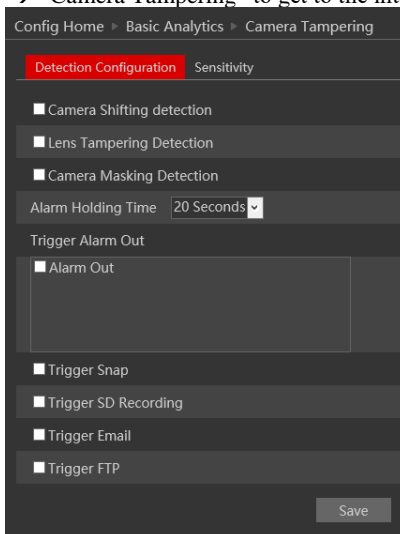 Config Home ▸ Basic Analytics ▸ Camera Tampering
Detection Configuration Sensitivity
Camera Shifting detection
Lens Tampering Detection
Camera Masking Detection
Alarm Holding Time 20 Seconds
Trigger Alarm Out
Alarm Out
Trigger Snap
Trigger SD Recording
Trigger Email
Trigger FTP
Save